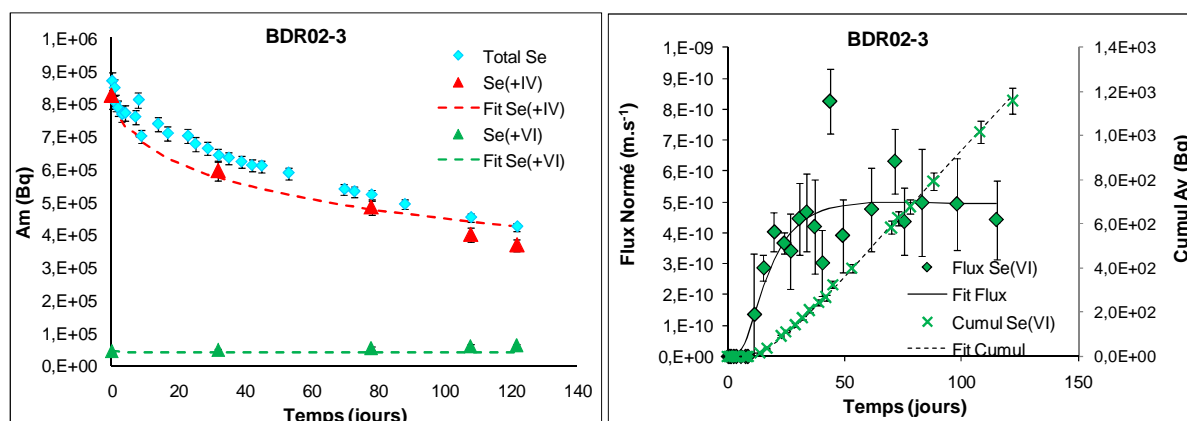 BDR02-3
Am (Bq)
1,E+06
9,E+05
8,E+05
7,E+05
6,E+05
5,E+05
4,E+05
3,E+05
2,E+05
1,E+05
0,E+00
Total Se
Se(+IV)
Fit Se(+IV)
Se(+VI)
Fit Se(+VI)
0 20 40 60 80 100 120 140
Temps (jours)
BDR02-3
Flux Normé (m.s-1)
1,E-09
9,E-10
8,E-10
7,E-10
6,E-10
5,E-10
4,E-10
3,E-10
2,E-10
1,E-10
0,E+00
Flux Se(VI)
Fit Flux
Cumul Se(VI)
Fit Cumul
1,4E+03
1,2E+03
1,0E+03
8,0E+02
6,0E+02
4,0E+02
2,0E+02
0,0E+00
Cumul Av (Bq)
0 50 100 150
Temps (jours)